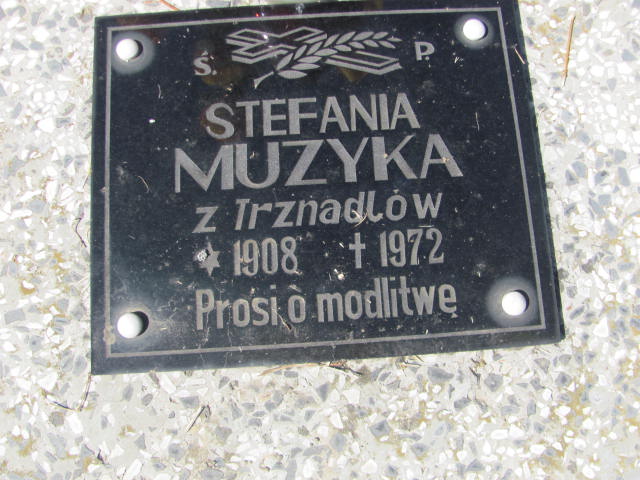 Ś. P.
STEFANIA
MUZYKA
z Trznadlów
* 1908 † 1972
Prosi o modlitwę